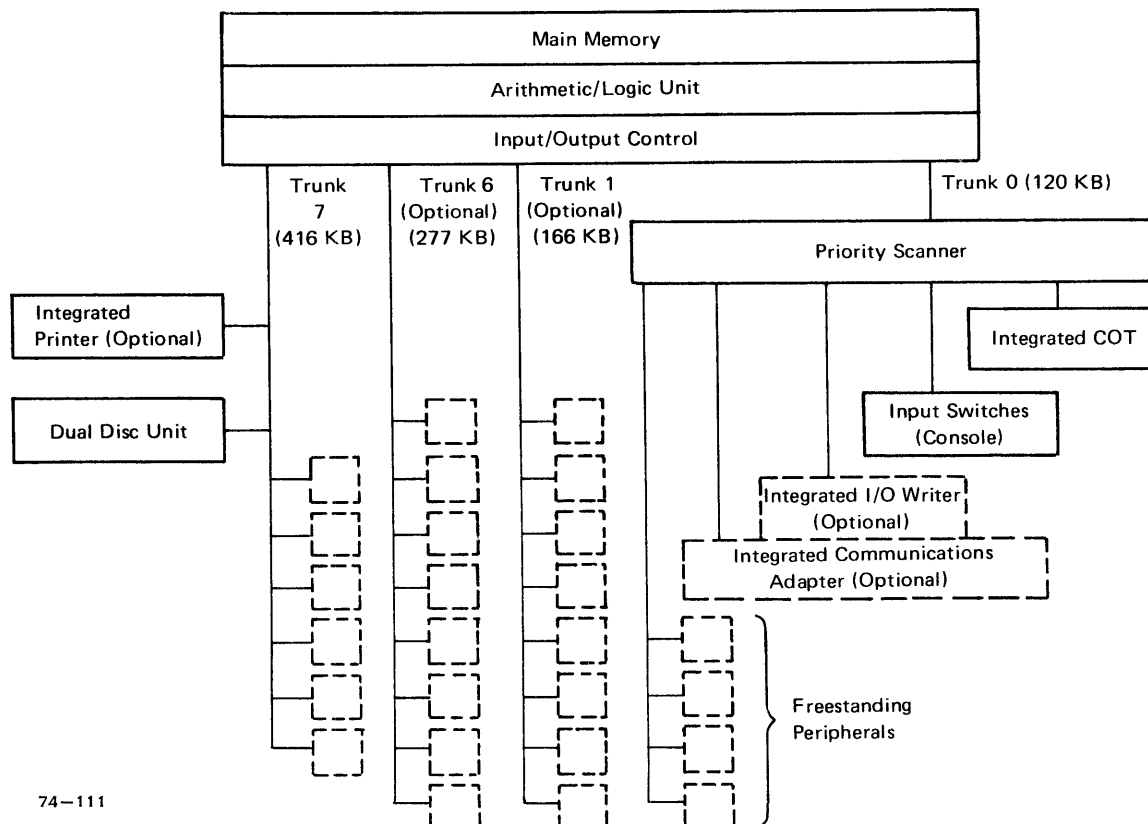 Main Memory
Arithmetic/Logic Unit
Input/Output Control
Trunk
7
(416 KB)
Trunk 6
(Optional)
(277 KB)
Trunk 1
(Optional)
(166 KB)
Trunk 0 (120 KB)
Priority Scanner
Integrated
Printer (Optional)
Integrated COT
Dual Disc Unit
Input Switches
(Console)
Integrated I/O Writer
(Optional)
Integrated Communications
Adapter (Optional)
Freestanding
Peripherals
74-111